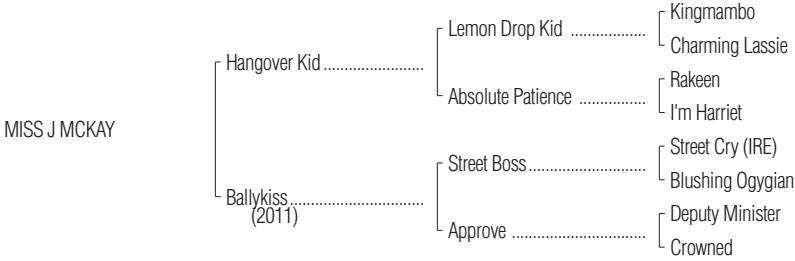 Kingmambo
Lemon Drop Kid ....................
Charming Lassie
Hangover Kid .........................
Rakeen
Absolute Patience ..................
I'm Harriet
MISS J MCKAY
Street Cry (IRE)
Street Boss ...............................
Blushing Ogygian
Ballykiss ..................................
(2011)
Deputy Minister
Approve ...................................
Crowned